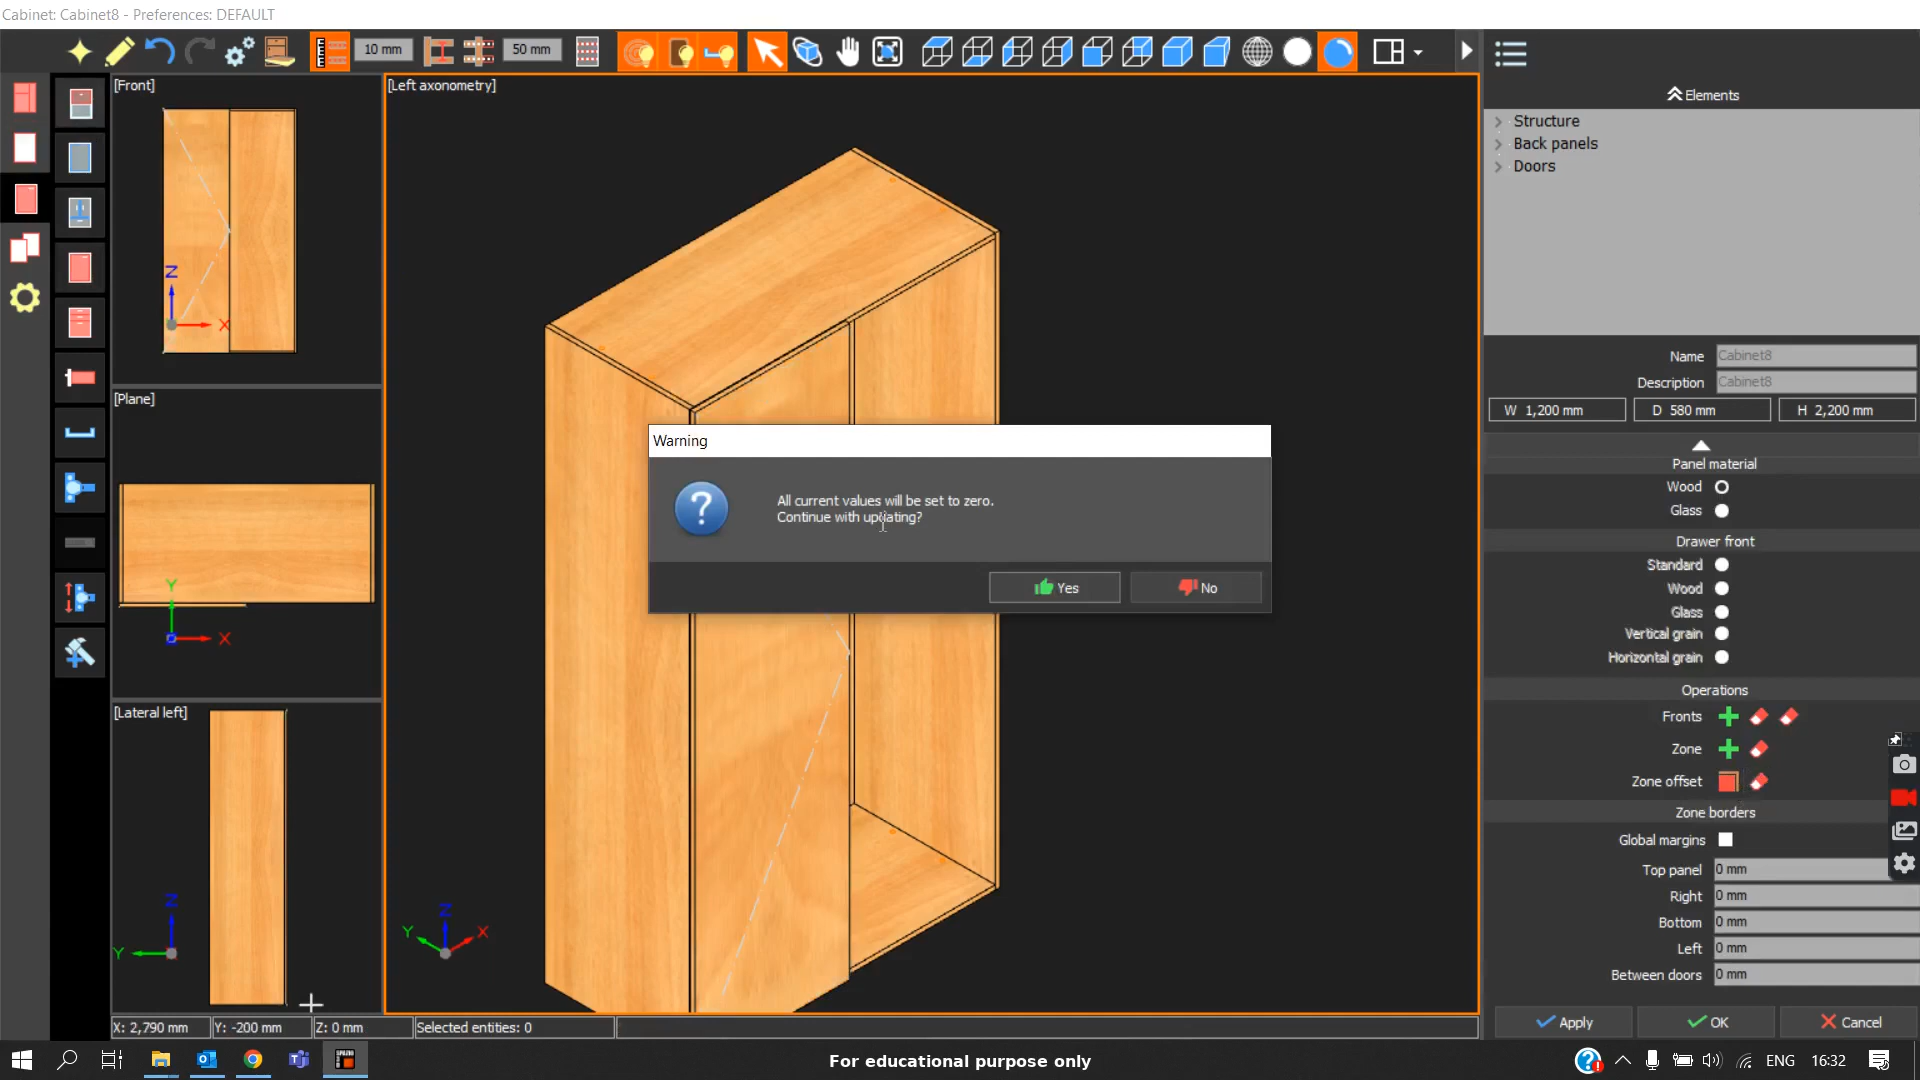 Cabinet: Cabinet8 - Preferences: DEFAULT
10 mm
50 mm
[Front]
[Left axonometry]
Elements
Structure
Back panels
Doors
Z
X
[Plane]
Name Cabinet8
Description Cabinet8
W 1,200 mm D 580 mm H 2,200 mm
Warning
Panel material
Wood
Glass
All current values will be set to zero.
Continue with updating?
Drawer front
Standard
Wood
Glass
Vertical grain
Horizontal grain
Yes No
Y
X
Operations
Fronts
Zone
Zone offset
[Lateral left]
Zone borders
Global margins
Top panel 0 mm
Right 0 mm
Bottom 0 mm
Left 0 mm
Between doors 0 mm
Z
Y
Z
Y X
Apply OK Cancel
X: 2,790 mm Y: -200 mm Z: 0 mm Selected entities: 0
For educational purpose only
ENG 16:32